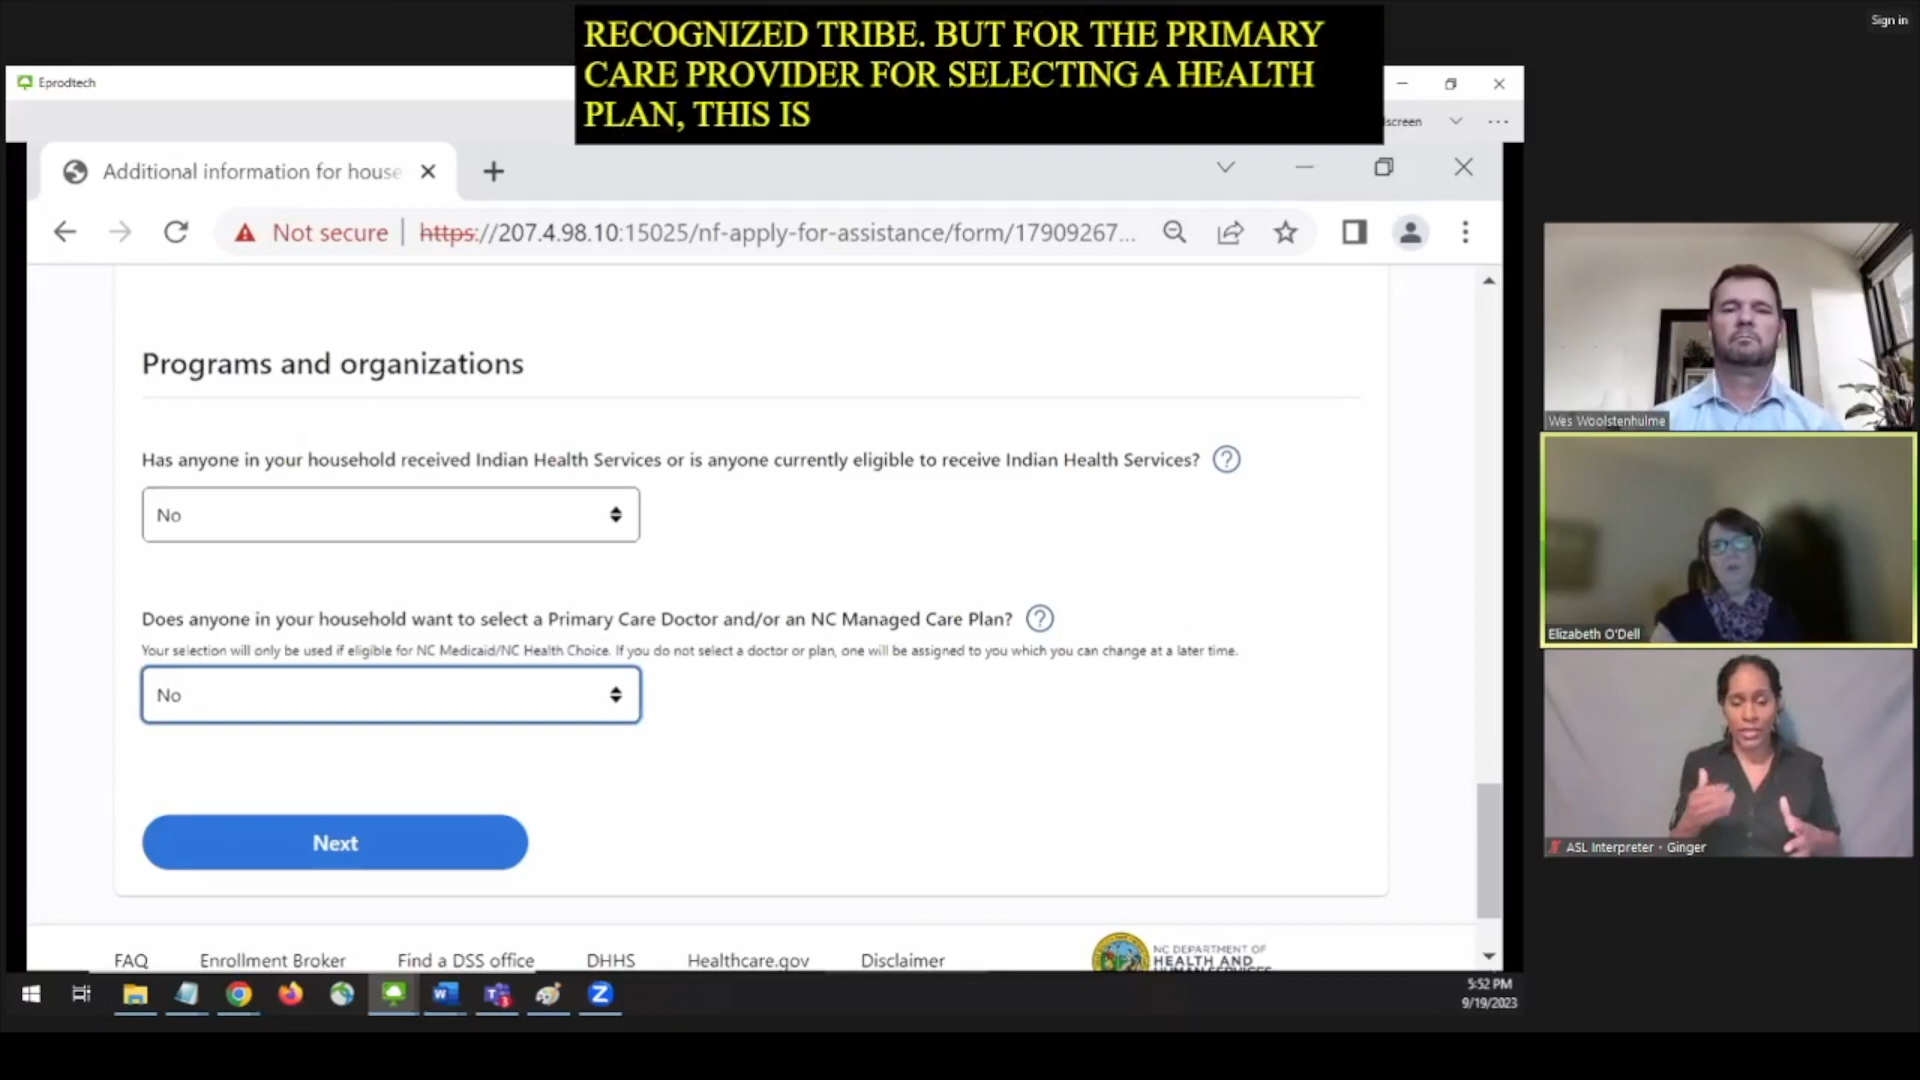 Sign in
RECOGNIZED TRIBE. BUT FOR THE PRIMARY
CARE PROVIDER FOR SELECTING A HEALTH
PLAN, THIS IS
Eprodtech
lscreen
Additional information for house
Not secure
https://207.4.98.10:15025/nf-apply-for-assistance/form/17909267...
Programs and organizations
Has anyone in your household received Indian Health Services or is anyone currently eligible to receive Indian Health Services? ?
No
Does anyone in your household want to select a Primary Care Doctor and/or an NC Managed Care Plan? ?
Your selection will only be used if eligible for NC Medicaid/NC Health Choice. If you do not select a doctor or plan, one will be assigned to you which you can change at a later time.
No
Next
FAQ Enrollment Broker Find a DSS office DHHS Healthcare.gov Disclaimer
NC DEPARTMENT OF
HEALTH AND
HUMAN SERVICES
5:52 PM
9/19/2023
Wes Woolstenhulme
Elizabeth O'Dell
ASL Interpreter - Ginger